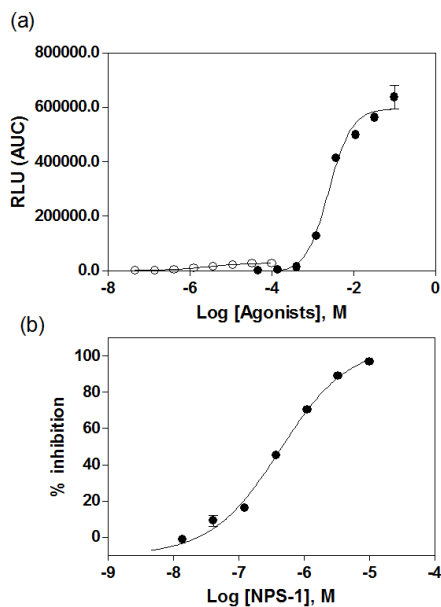 (a)
RLU (AUC)
800000.0
600000.0
400000.0
200000.0
0.0
-8 -6 -4 -2 0
Log [Agonists], M
(b)
% inhibition
100
80
60
40
20
0
-9 -8 -7 -6 -5 -4
Log [NPS-1], M